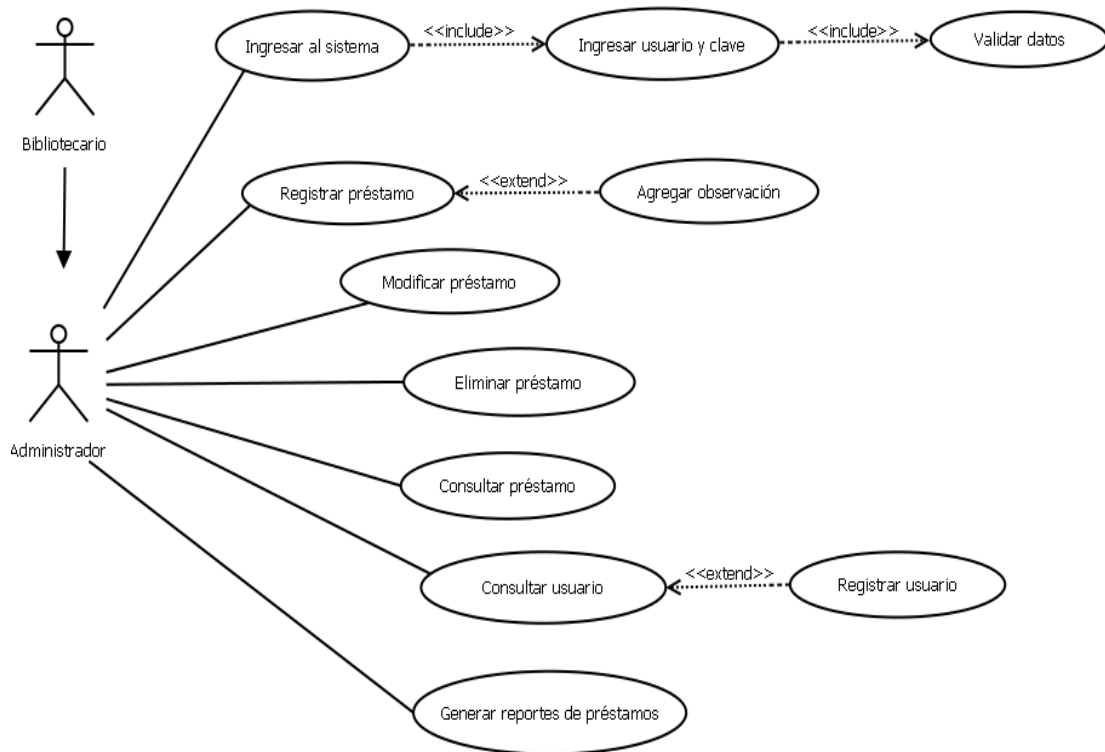 Ingresar al sistema
<<include>>
Ingresar usuario y clave
<<include>>
Validar datos
Bibliotecario
Registrar préstamo
<<extend>>
Agregar observación
Modificar préstamo
Eliminar préstamo
Administrador
Consultar préstamo
Consultar usuario
<<extend>>
Registrar usuario
Generar reportes de préstamos